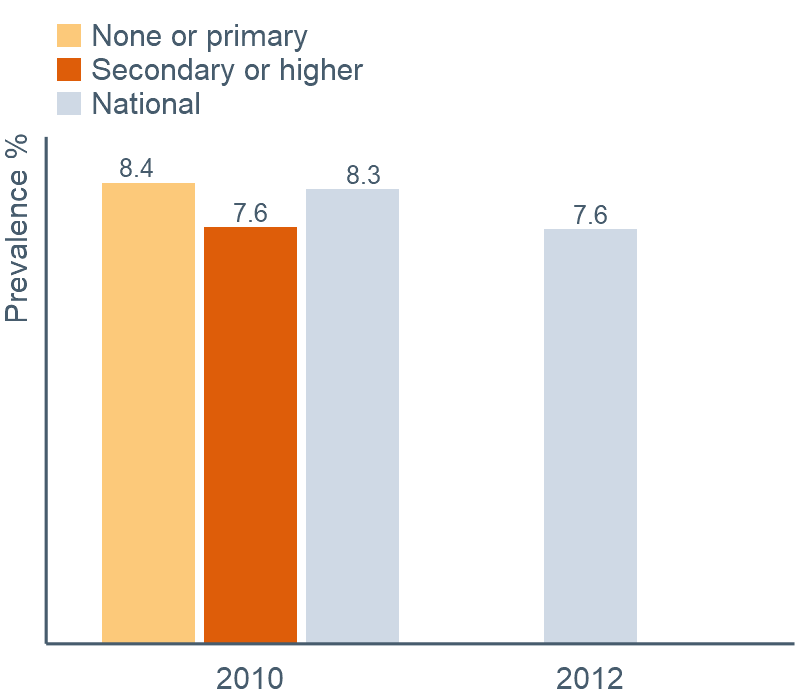 None or primary
Secondary or higher
National
Prevalence %
8.4
7.6
8.3
7.6
2010
2012